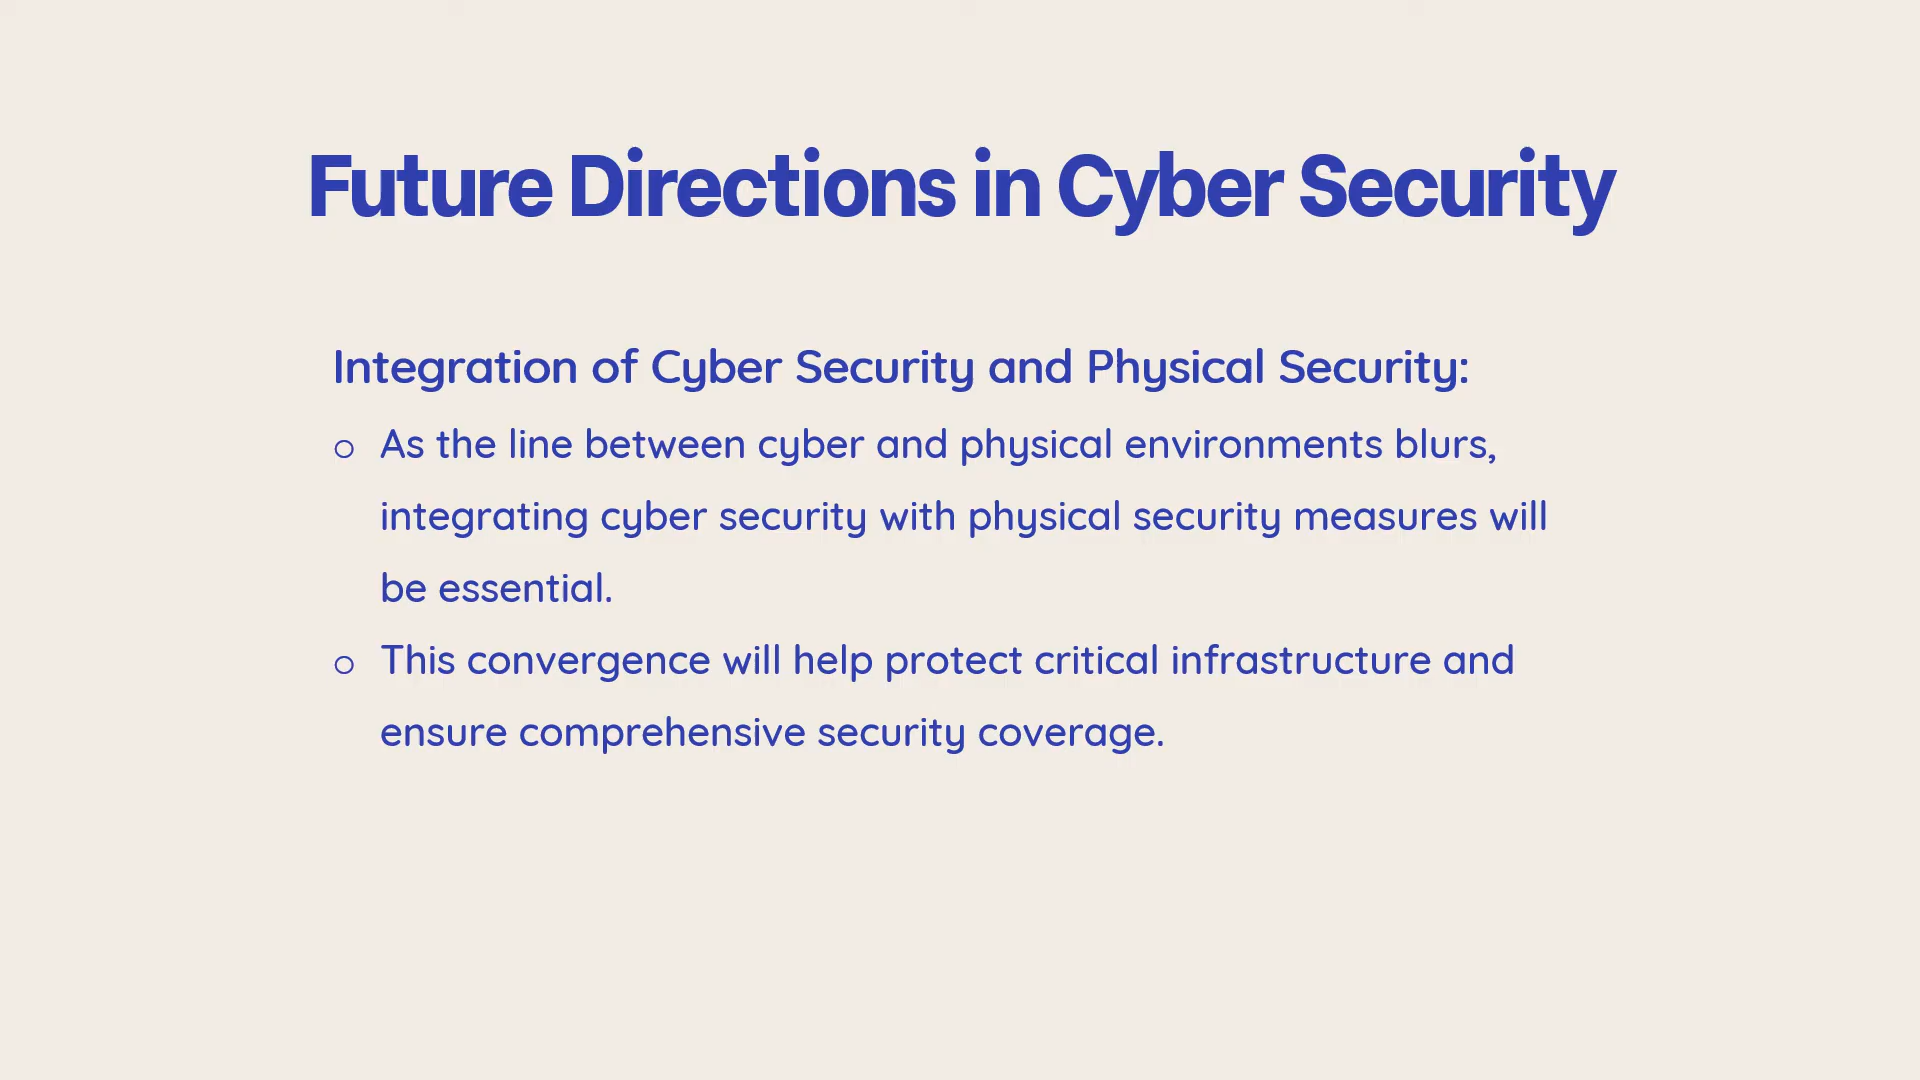 Future Directions in Cyber Security
Integration of Cyber Security and Physical Security:
○ As the line between cyber and physical environments blurs,
integrating cyber security with physical security measures will
be essential.
○ This convergence will help protect critical infrastructure and
ensure comprehensive security coverage.